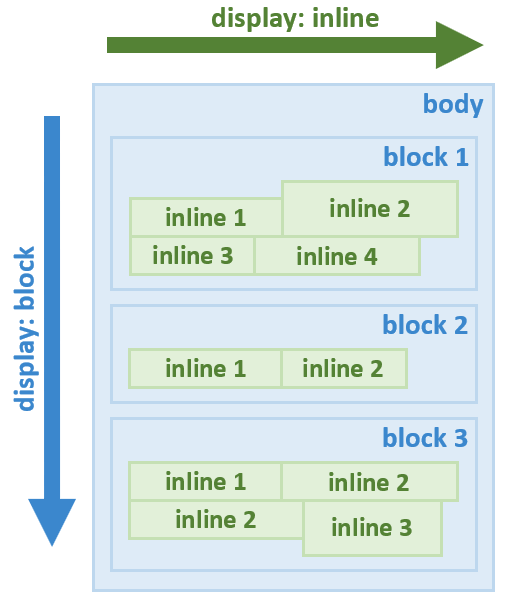 display: inline
display: block
body
block 1
inline 1
inline 2
inline 3
inline 4
block 2
inline 1
inline 2
block 3
inline 1
inline 2
inline 2
inline 3